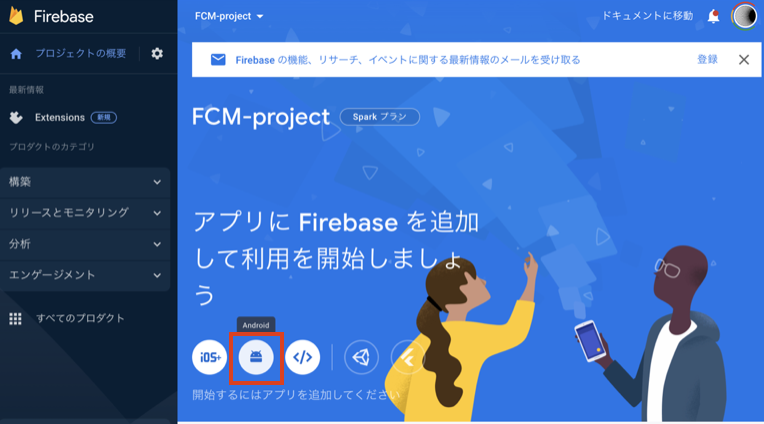 Firebase
FCM-project
ドキュメントに移動
プロジェクトの概要
Firebase の機能、リサーチ、イベントに関する最新情報のメールを受け取る
登録
最新情報
Extensions
新規
プロダクトのカテゴリ
構築
リリースとモニタリング
分析
エンゲージメント
すべてのプロダクト
FCM-project
Spark プラン
アプリに Firebase を追加
して利用を開始しましょ
う
Android
iOS+
開始するにはアプリを追加してください